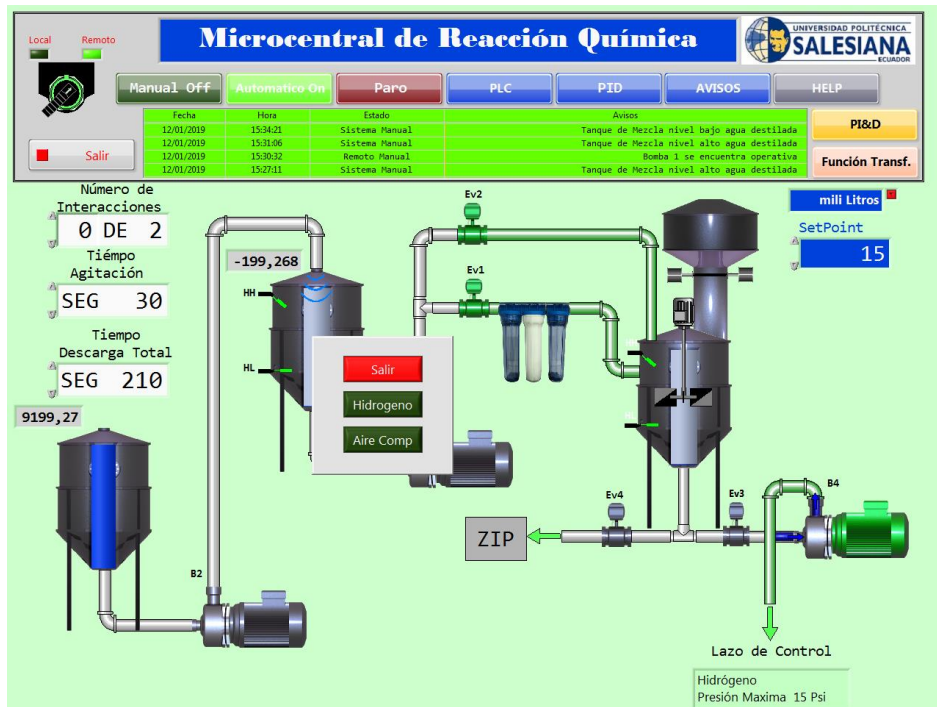 Local Remoto
Microcentral de Reacción Química
UNIVERSIDAD POLITÉCNICA
SALESIANA
ECUADOR
Manual Off Automatico On Paro PLC PID AVISOS HELP
Fecha Hora Estado Avisos
12/01/2019 15:34:21 Sistema Manual Tanque de Mezcla nivel bajo agua destilada
12/01/2019 15:31:06 Sistema Manual Tanque de Mezcla nivel alto agua destilada
12/01/2019 15:30:32 Remoto Manual Bomba 1 se encuentra operativa
12/01/2019 15:27:11 Sistema Manual Tanque de Mezcla nivel alto agua destilada
PI&D
Salir
Función Transf.
Número de
Interacciones
0 DE 2
Tiémpo
Agitación
SEG 30
Tiempo
Descarga Total
SEG 210
9199,27
-199,268
HH
HL
Ev2
Ev1
mili Litros
SetPoint
15
Salir
Hidrogeno
Aire Comp
Ev4
Ev3
B4
ZIP
B2
Lazo de Control
Hidrógeno
Presión Maxima 15 Psi